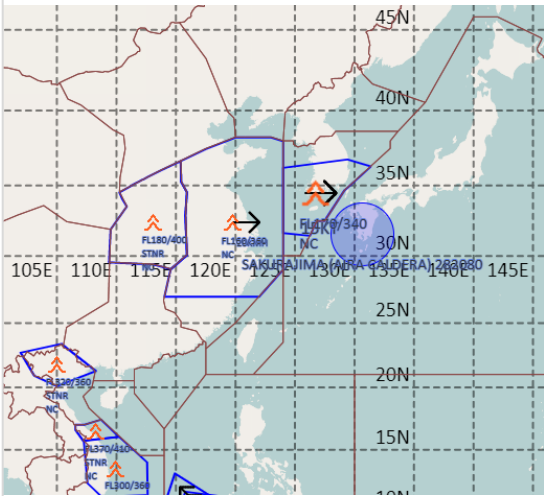 45N
40N
35N
FL180/400
STNR
FL160/360
NC
FL170/340
NC
30N
SAKURAJIMA (AIRA CALDERA) 282080
105E 110E 115E 120E 125E 130E 135E 140E 145E
25N
20N
FL320/360
STNR
NC
15N
FL370/410
STNR
NC
FL300/360
10N